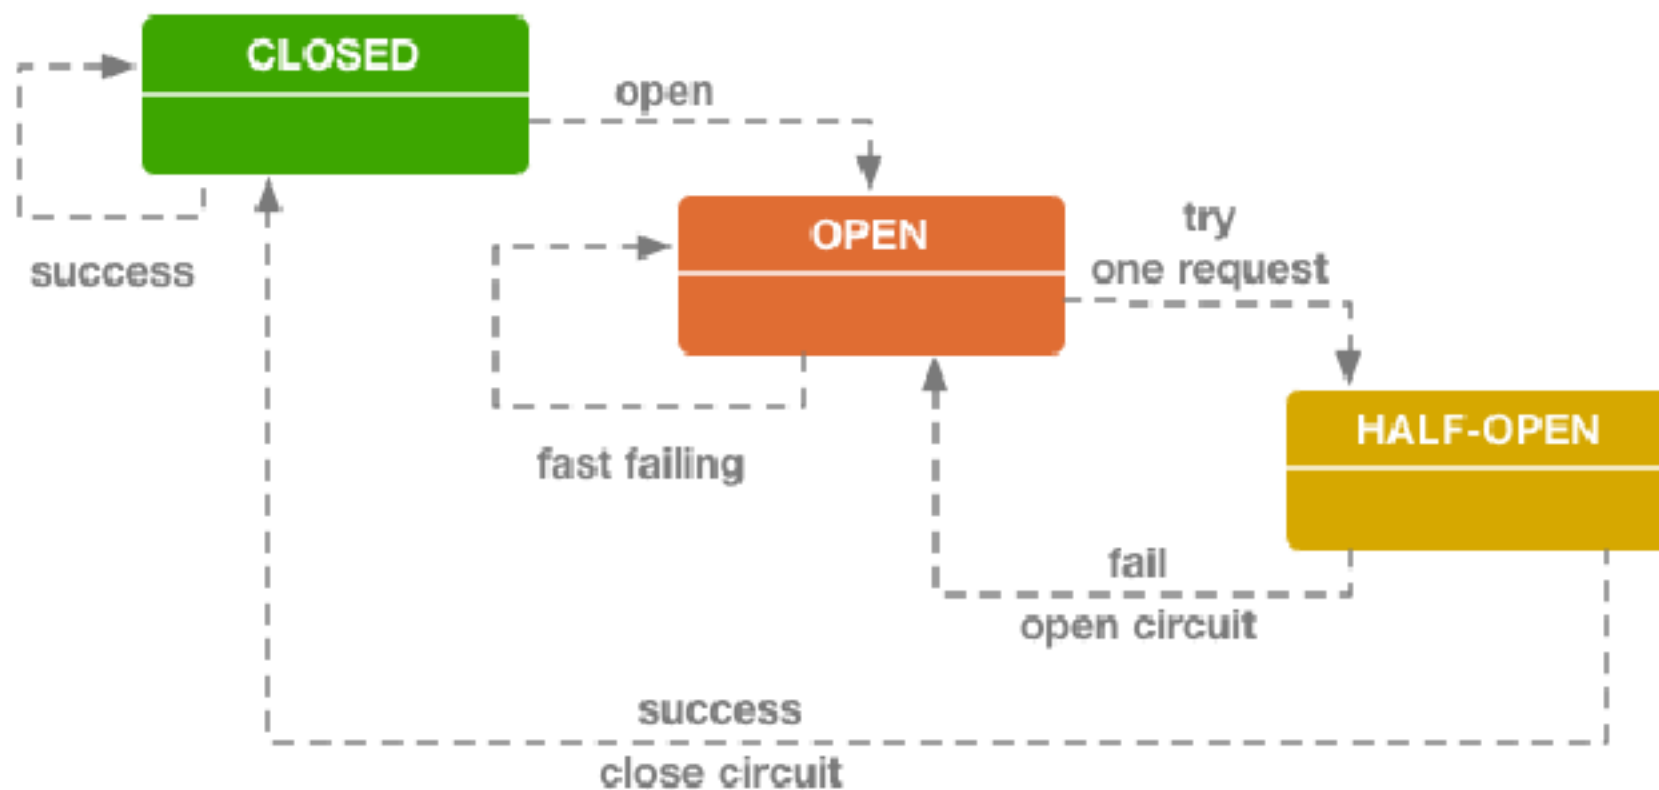 CLOSED
open
OPEN
try
one request
success
HALF-OPEN
fast failing
fail
open circuit
success
close circuit